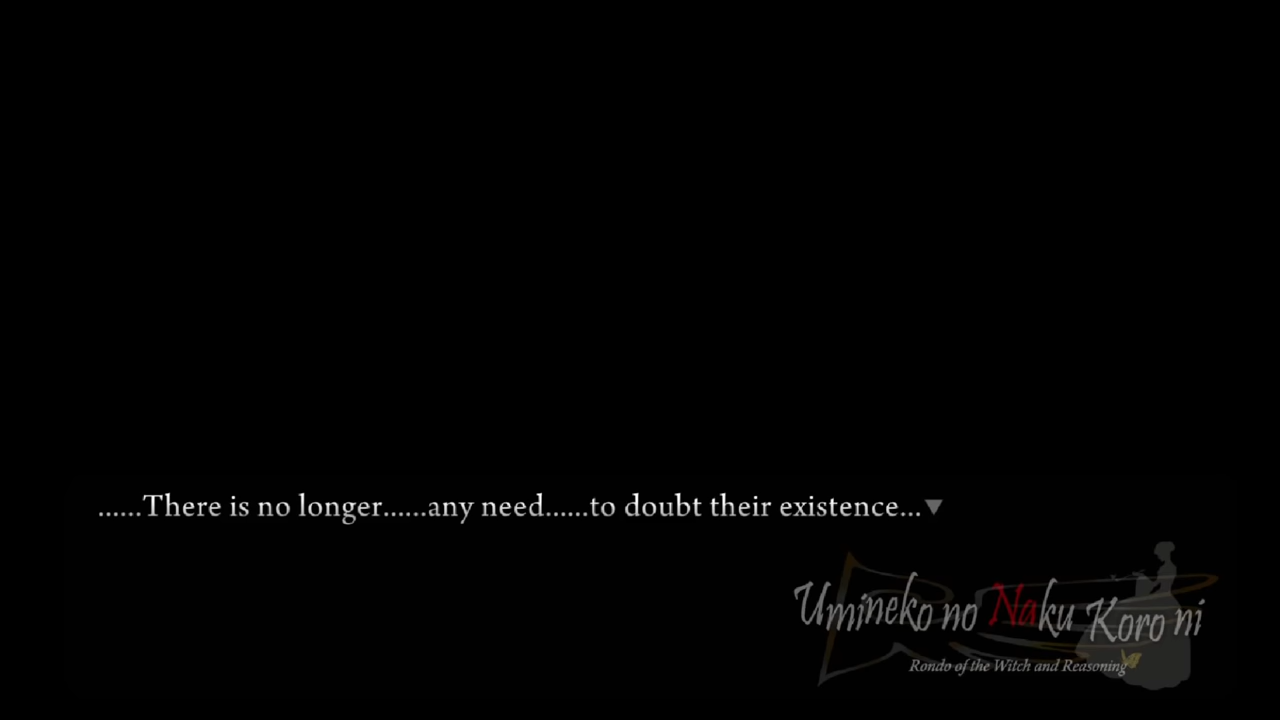 ......There is no longer......any need......to doubt their existence...
Umineko no Naku Koro ni
Rondo of the Witch and Reasoning